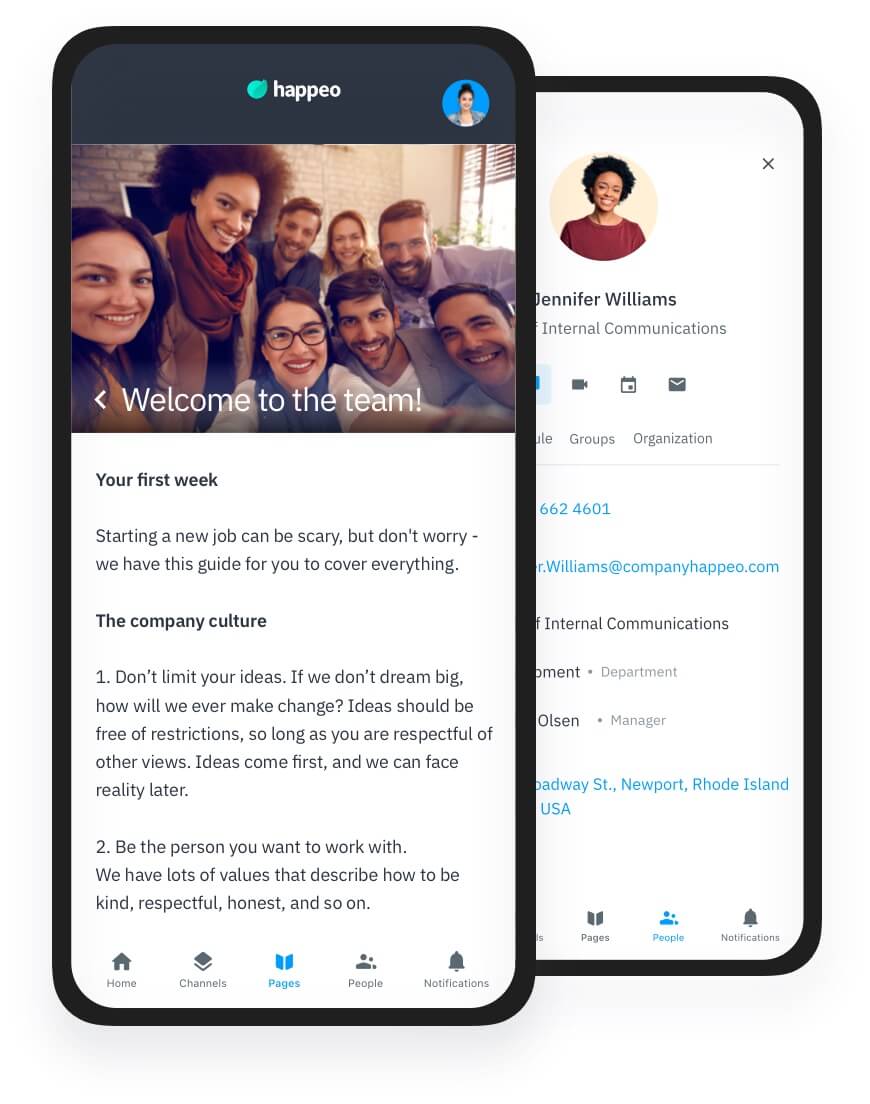 happeo
Welcome to the team!
Your first week
Starting a new job can be scary, but don't worry -
we have this guide for you to cover everything.
The company culture
1. Don’t limit your ideas. If we don’t dream big,
how will we ever make change? Ideas should be
free of restrictions, so long as you are respectful of
other views. Ideas come first, and we can face
reality later.
2. Be the person you want to work with.
We have lots of values that describe how to be
kind, respectful, honest, and so on.
Home Channels Pages People Notifications
Jennifer Williams
Internal Communications
Groups Organization
662 4601
er.Williams@companyhappeo.com
Internal Communications
• Department
Olsen • Manager
oadway St., Newport, Rhode Island
USA
Pages People Notifications